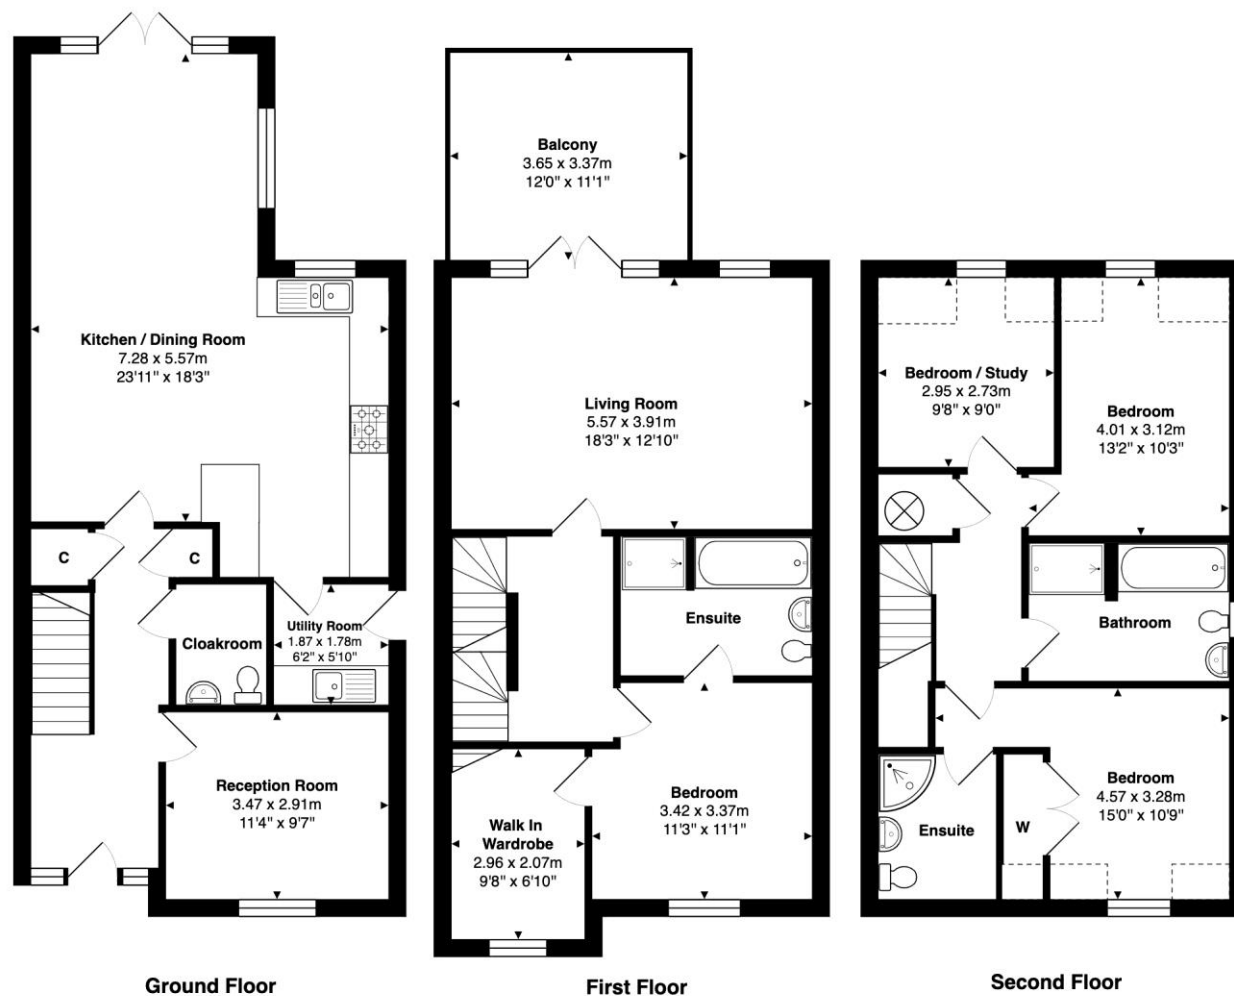 Kitchen / Dining Room
7.28 x 5.57m
23'11" x 18'3"
C
C
Cloakroom
Utility Room
1.87 x 1.78m
6'2" x 5'10"
Reception Room
3.47 x 2.91m
11'4" x 9'7"
Ground Floor
Balcony
3.65 x 3.37m
12'0" x 11'1"
Living Room
5.57 x 3.91m
18'3" x 12'10"
Ensuite
Bedroom
3.42 x 3.37m
11'3" x 11'1"
Walk In
Wardrobe
2.96 x 2.07m
9'8" x 6'10"
First Floor
Bedroom / Study
2.95 x 2.73m
9'8" x 9'0"
Bedroom
4.01 x 3.12m
13'2" x 10'3"
Bathroom
Bedroom
4.57 x 3.28m
15'0" x 10'9"
W
Ensuite
Second Floor